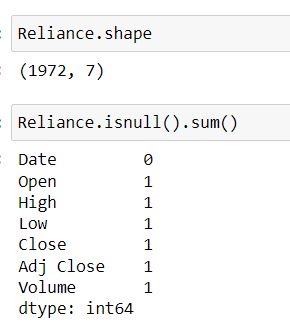 Reliance.shape
(1972, 7)
Reliance.isnull().sum()
Date 0
Open 1
High 1
Low 1
Close 1
Adj Close 1
Volume 1
dtype: int64